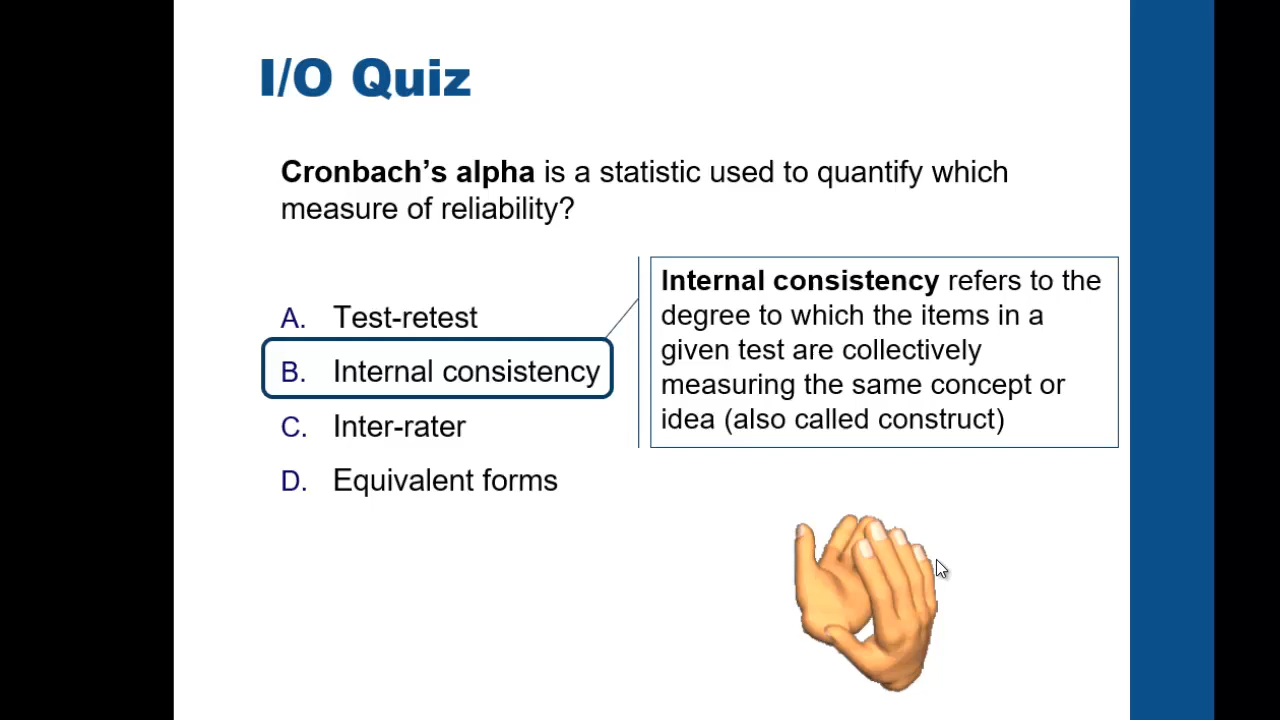 I/O Quiz
Cronbach’s alpha is a statistic used to quantify which
measure of reliability?
A. Test-retest
B. Internal consistency
C. Inter-rater
D. Equivalent forms
Internal consistency refers to the
degree to which the items in a
given test are collectively
measuring the same concept or
idea (also called construct)